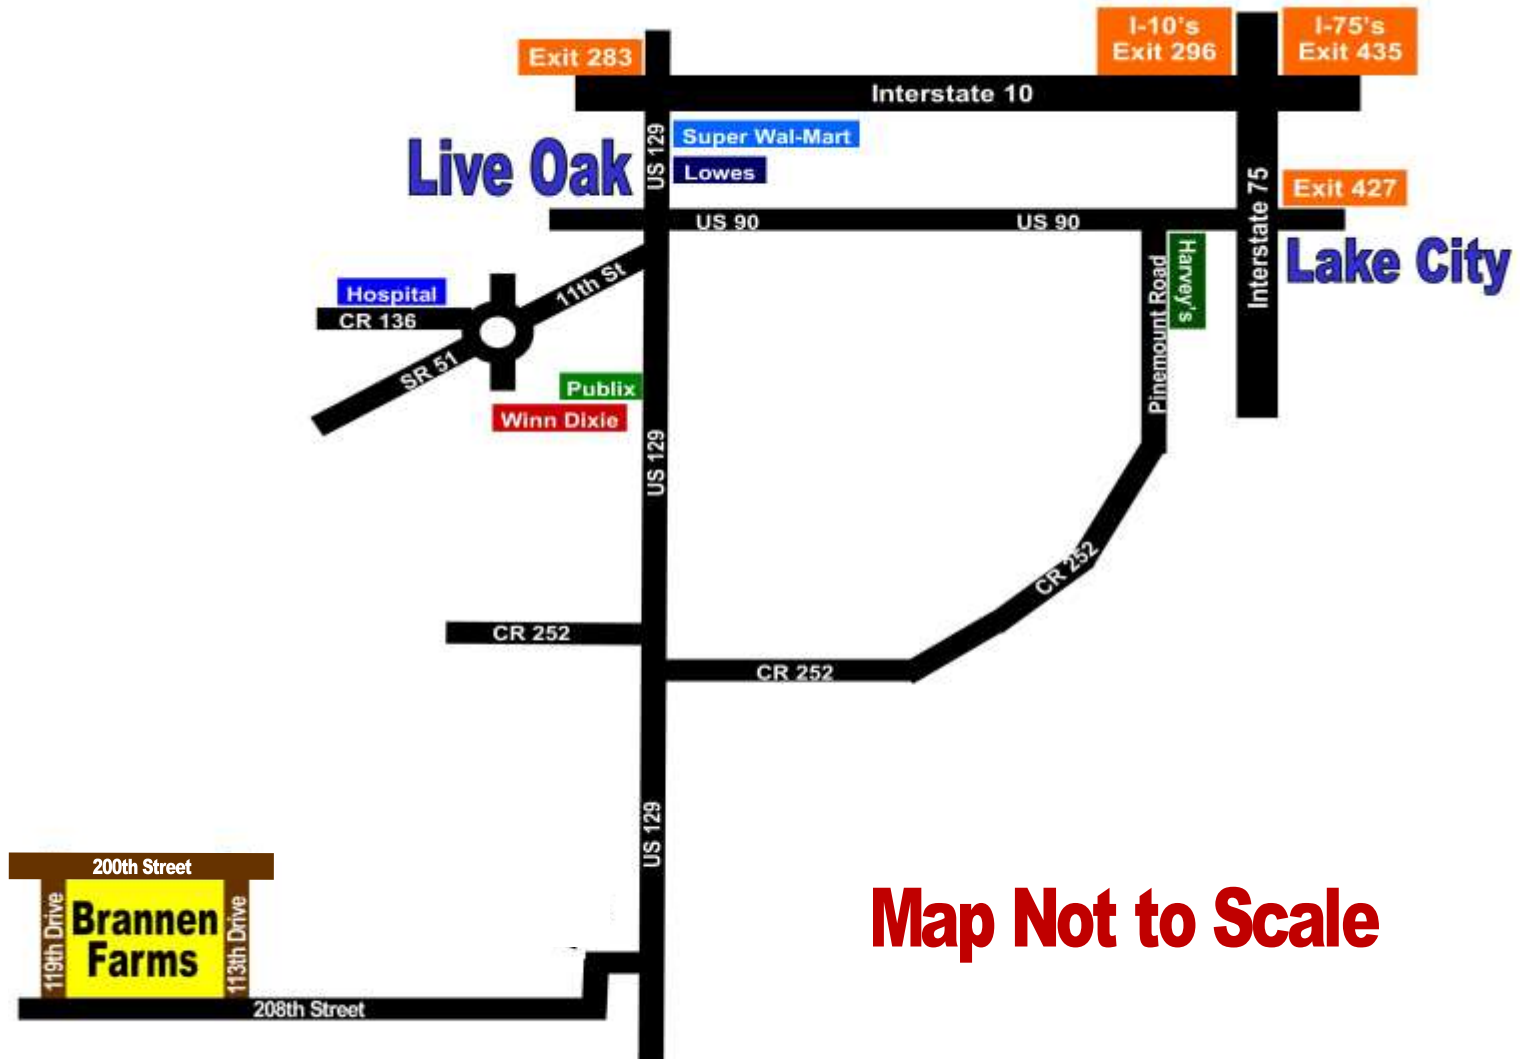 I-10's
Exit 296
I-75's
Exit 435
Exit 283
Interstate 10
US 129
Super Wal-Mart
Live Oak
Lowes
Interstate 75
Exit 427
US 90
US 90
Lake City
Harvey's
Pinemount Road
11th St
Hospital
CR 136
SR 51
Publix
Winn Dixie
US 129
CR 252
CR 252
CR 252
US 129
200th Street
119th Drive
Brannen
Farms
113th Drive
208th Street
Map Not to Scale